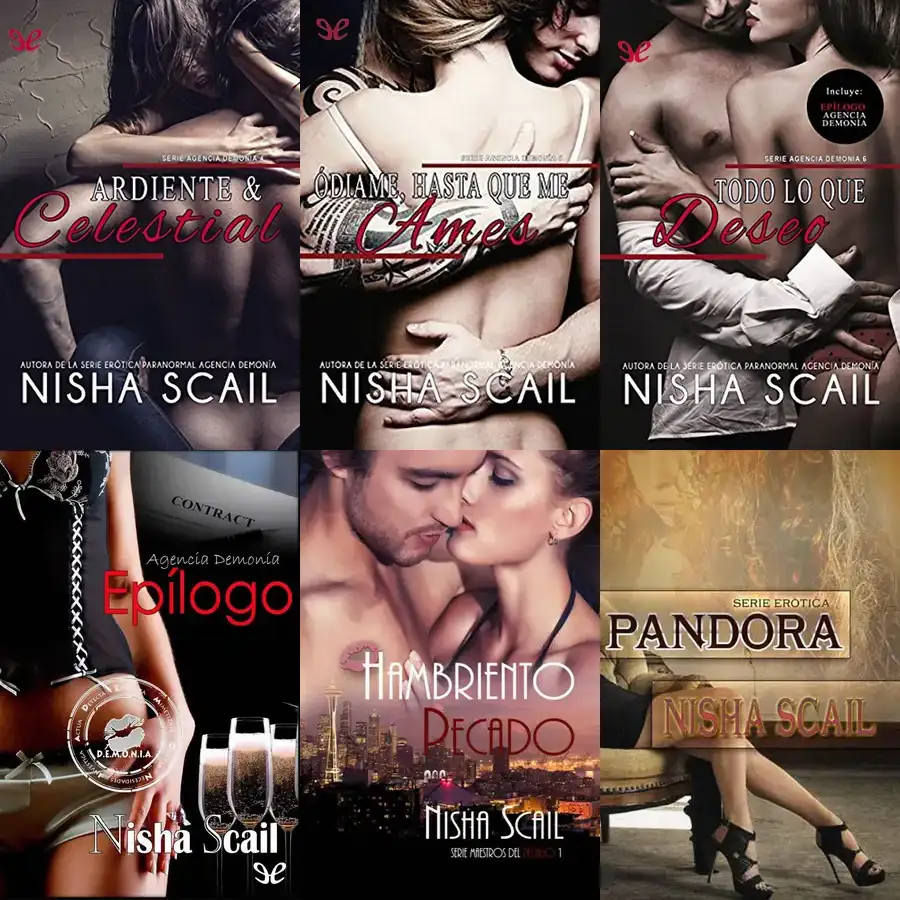 SERIE AGENCIA DEMONÍA 4
ARDIENTE &
Celestial
AUTORA DE LA SERIE ERÓTICA PARANORMAL AGENCIA DEMONÍA
NISHA SCAIL
SERIE AGENCIA DEMONÍA 5
ÓDIAME, HASTA QUE ME
Ames
AUTORA DE LA SERIE ERÓTICA PARANORMAL AGENCIA DEMONÍA
NISHA SCAIL
Incluye:
EPÍLOGO
AGENCIA
DEMONÍA
SERIE AGENCIA DEMONÍA 6
TODO LO QUE
Deseo
AUTORA DE LA SERIE ERÓTICA PARANORMAL AGENCIA DEMONÍA
NISHA SCAIL
CONTRACT
Agencia Demonía
Epílogo
D.E.M.O.N.I.A.
Nisha Scail
HAMBRIENTO
PECADO
NISHA SCAIL
SERIE MAESTROS DEL PECADO 1
SERIE ERÓTICA
PANDORA
NISHA SCAIL